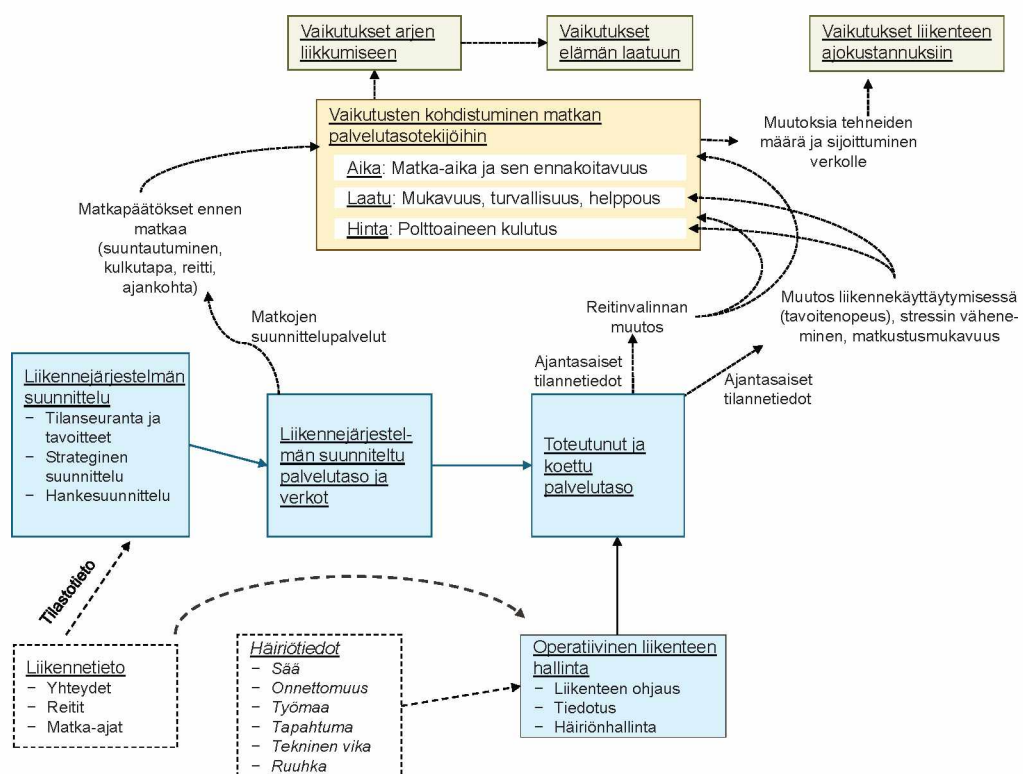 Vaikutukset arjen
liikkumiseen
Vaikutukset
elämän laatuun
Vaikutukset liikenteen
ajokustannuksiin
Vaikutusten kohdistuminen matkan
palvelutasotekijöihin
Aika: Matka-aika ja sen ennakoitavuus
Laatu: Mukavuus, turvallisuus, helppous
Hinta: Polttoaineen kulutus
Muutoksia tehneiden
määrä ja sijoittuminen
verkolle
Matkapäätökset ennen
matkaa
(suuntautuminen,
kulkutapa, reitti,
ajankohta)
Matkojen
suunnittelupalvelut
Reitinvalinnan
muutos
Muutos liikennekäyttäytymisessä
(tavoitenopeus), stressin vähene-
minen, matkustusmukavuus
Ajantasaiset
tilannetiedot
Ajantasaiset
tilannetiedot
Liikennejärjestelmän
suunnittelu
− Tilanseuranta ja
tavoitteet
− Strateginen
suunnittelu
− Hankesuunnittelu
Liikennejärjestel-
män suunniteltu
palvelutaso ja
verkot
Toteutunut ja
koettu
palvelutaso
Tilastotieto
Liikennetieto
− Yhteydet
− Reitit
− Matka-ajat
Häiriötiedot
− Sää
− Onnettomuus
− Työmaa
− Tapahtuma
− Tekninen vika
− Ruuhka
Operatiivinen liikenteen
hallinta
− Liikenteen ohjaus
− Tiedotus
− Häiriönhallinta